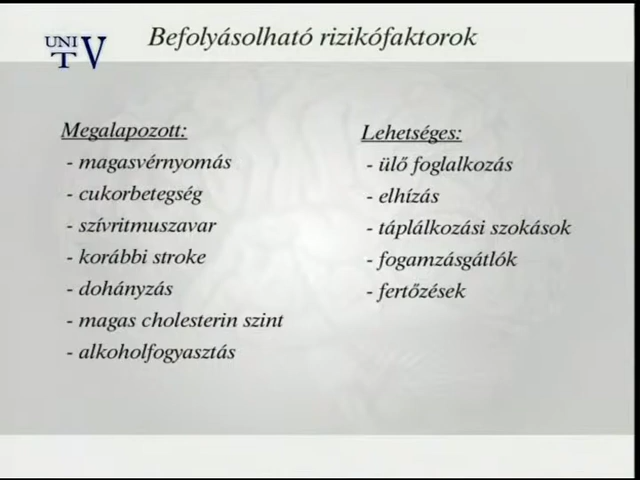 UNI
TV
Befolyásolható rizikófaktorok
Megalapozott:
- magasvérnyomás
- cukorbetegség
- szívritmuszavar
- korábbi stroke
- dohányzás
- magas cholesterin szint
- alkoholfogyasztás
Lehetséges:
- ülő foglalkozás
- elhízás
- táplálkozási szokások
- fogamzásgátlók
- fertőzések